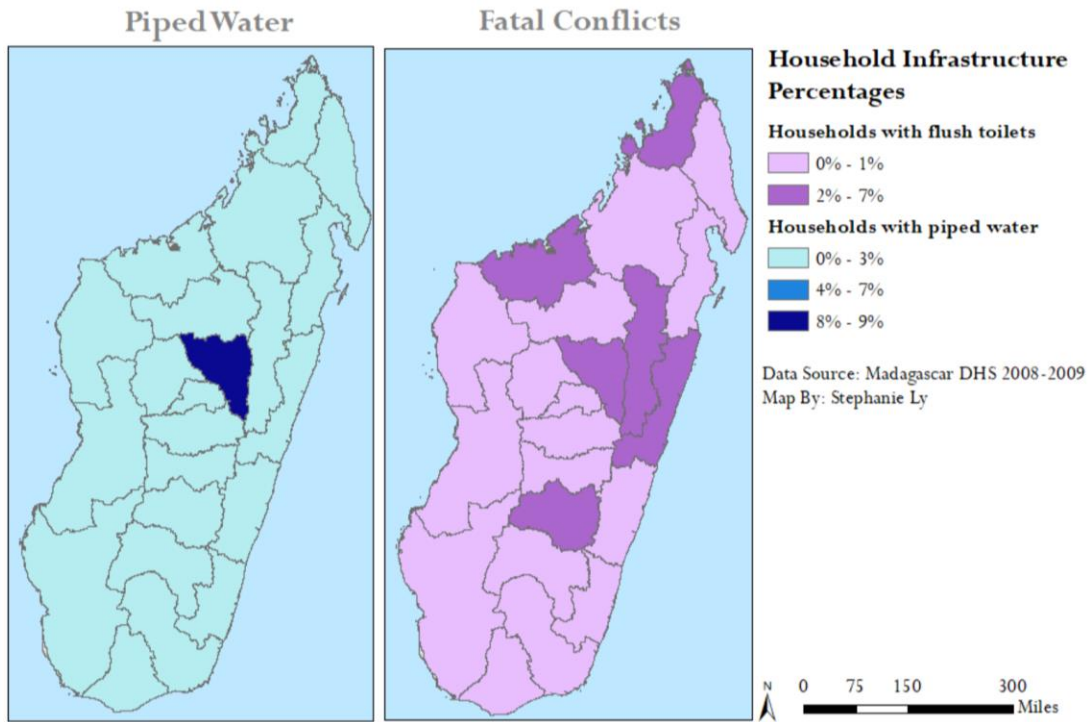 Piped Water
Fatal Conflicts
Household Infrastructure
Percentages
Households with flush toilets
0% - 1%
2% - 7%
Households with piped water
0% - 3%
4% - 7%
8% - 9%
Data Source: Madagascar DHS 2008-2009
Map By: Stephanie Ly
N
0 75 150 300
Miles